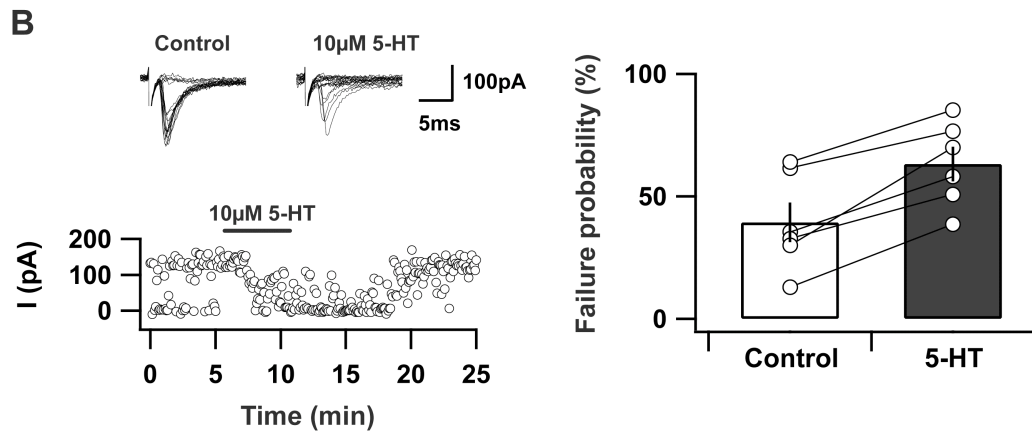 B
Control
10µM 5-HT
100pA
5ms
10µM 5-HT
I (pA)
200
100
0
0 5 10 15 20 25
Time (min)
Failure probability (%)
100
50
0
Control 5-HT